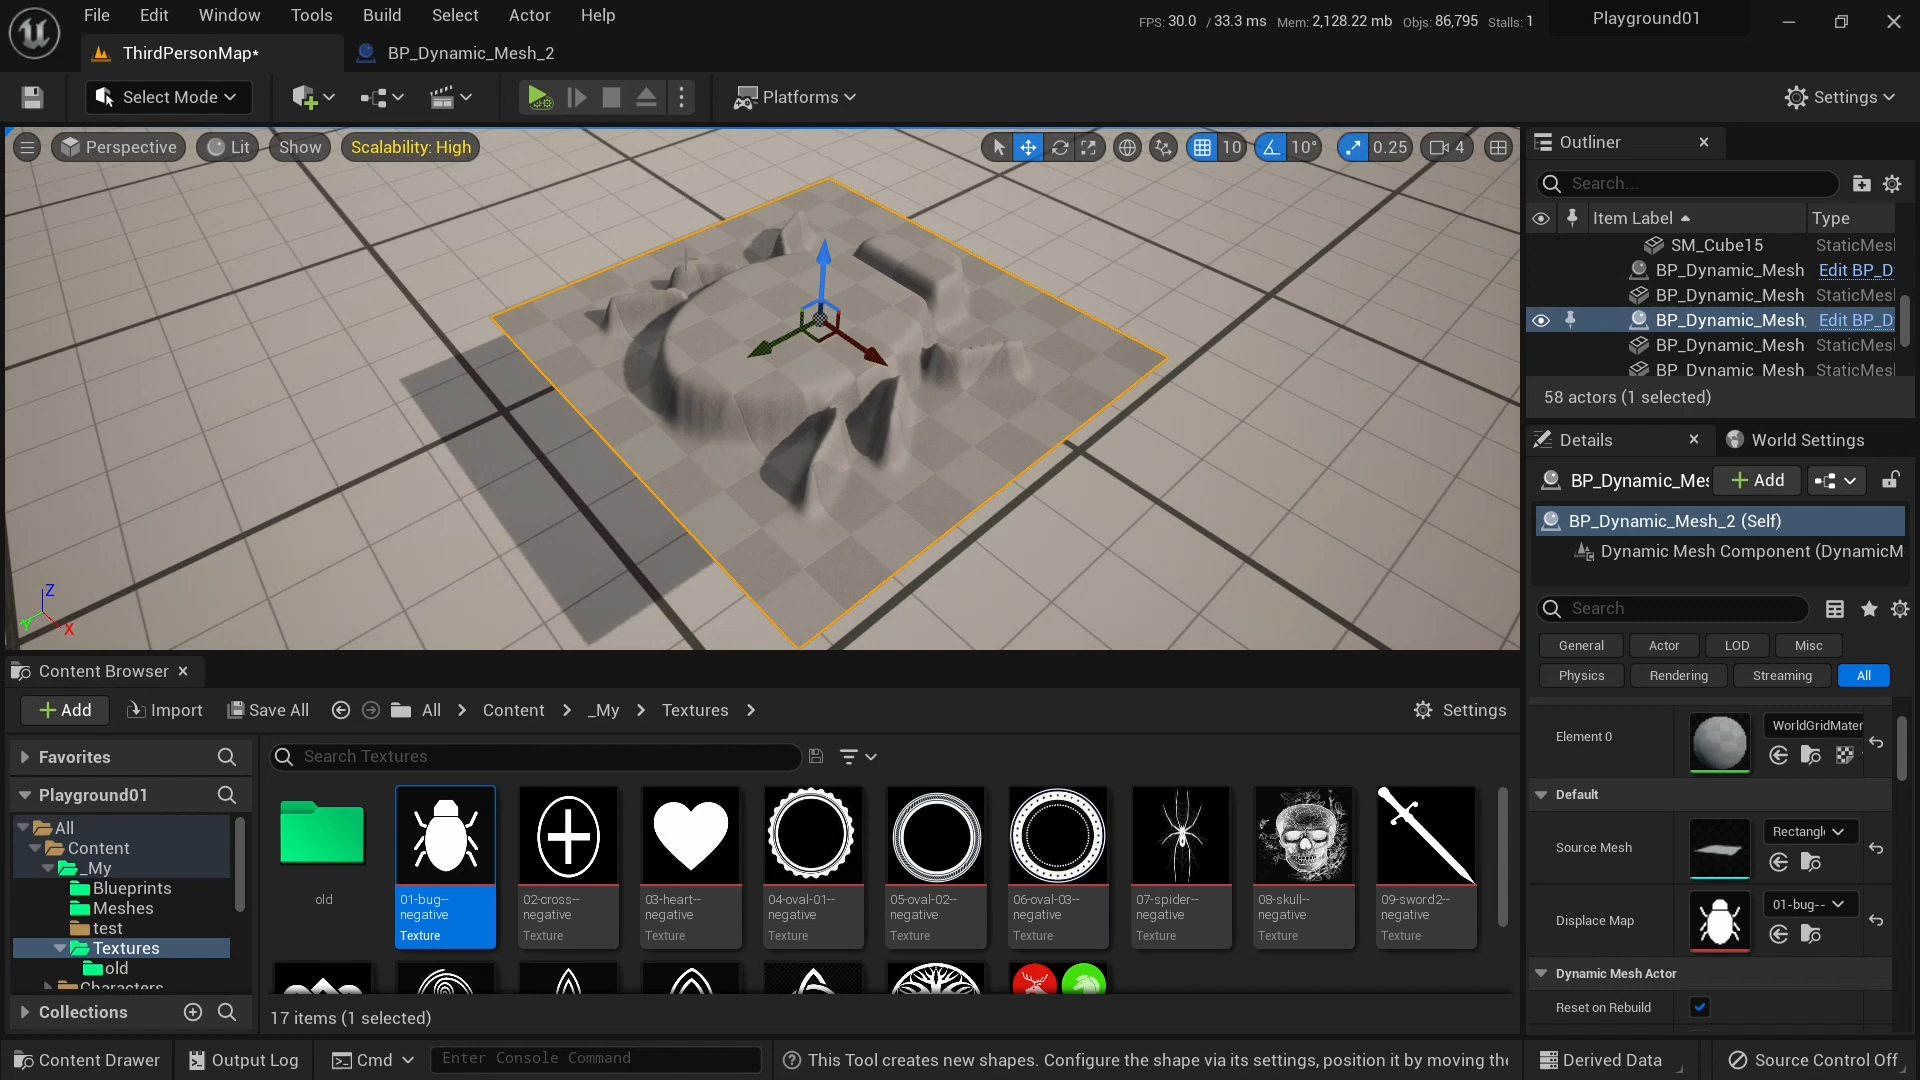 File Edit Window Tools Build Select Actor Help
FPS: 30.0 / 33.3 ms Mem: 2,128.22 mb Objs: 86,795 Stalls: 1
Playground01
ThirdPersonMap*
BP_Dynamic_Mesh_2
Select Mode
Platforms
Settings
Perspective
Lit
Show
Scalability: High
10
10°
0.25
4
Z
Y
X
Outliner
Search...
Item Label
Type
SM_Cube15 StaticMesl
BP_Dynamic_Mesh Edit BP_D
BP_Dynamic_Mesh StaticMesl
BP_Dynamic_Mesh Edit BP_D
BP_Dynamic_Mesh StaticMesl
BP_Dynamic_Mesh StaticMesl
58 actors (1 selected)
Details
World Settings
BP_Dynamic_Mes
Add
BP_Dynamic_Mesh_2 (Self)
Dynamic Mesh Component (DynamicM
Search
General Actor LOD Misc
Physics Rendering Streaming All
Element 0
WorldGridMater
Default
Source Mesh
Rectangl
Displace Map
01-bug--
Dynamic Mesh Actor
Reset on Rebuild
Content Browser
Add
Import
Save All
All > Content > _My > Textures >
Settings
Favorites
Playground01
All
Content
_My
Blueprints
Meshes
test
Textures
old
Characters
Collections
Search Textures
old
01-bug--
negative
Texture
02-cross--
negative
Texture
03-heart--
negative
Texture
04-oval-01--
negative
Texture
05-oval-02--
negative
Texture
06-oval-03--
negative
Texture
07-spider--
negative
Texture
08-skull--
negative
Texture
09-sword2--
negative
Texture
17 items (1 selected)
Content Drawer
Output Log
Cmd
Enter Console Command
This Tool creates new shapes. Configure the shape via its settings, position it by moving the
Derived Data
Source Control Off